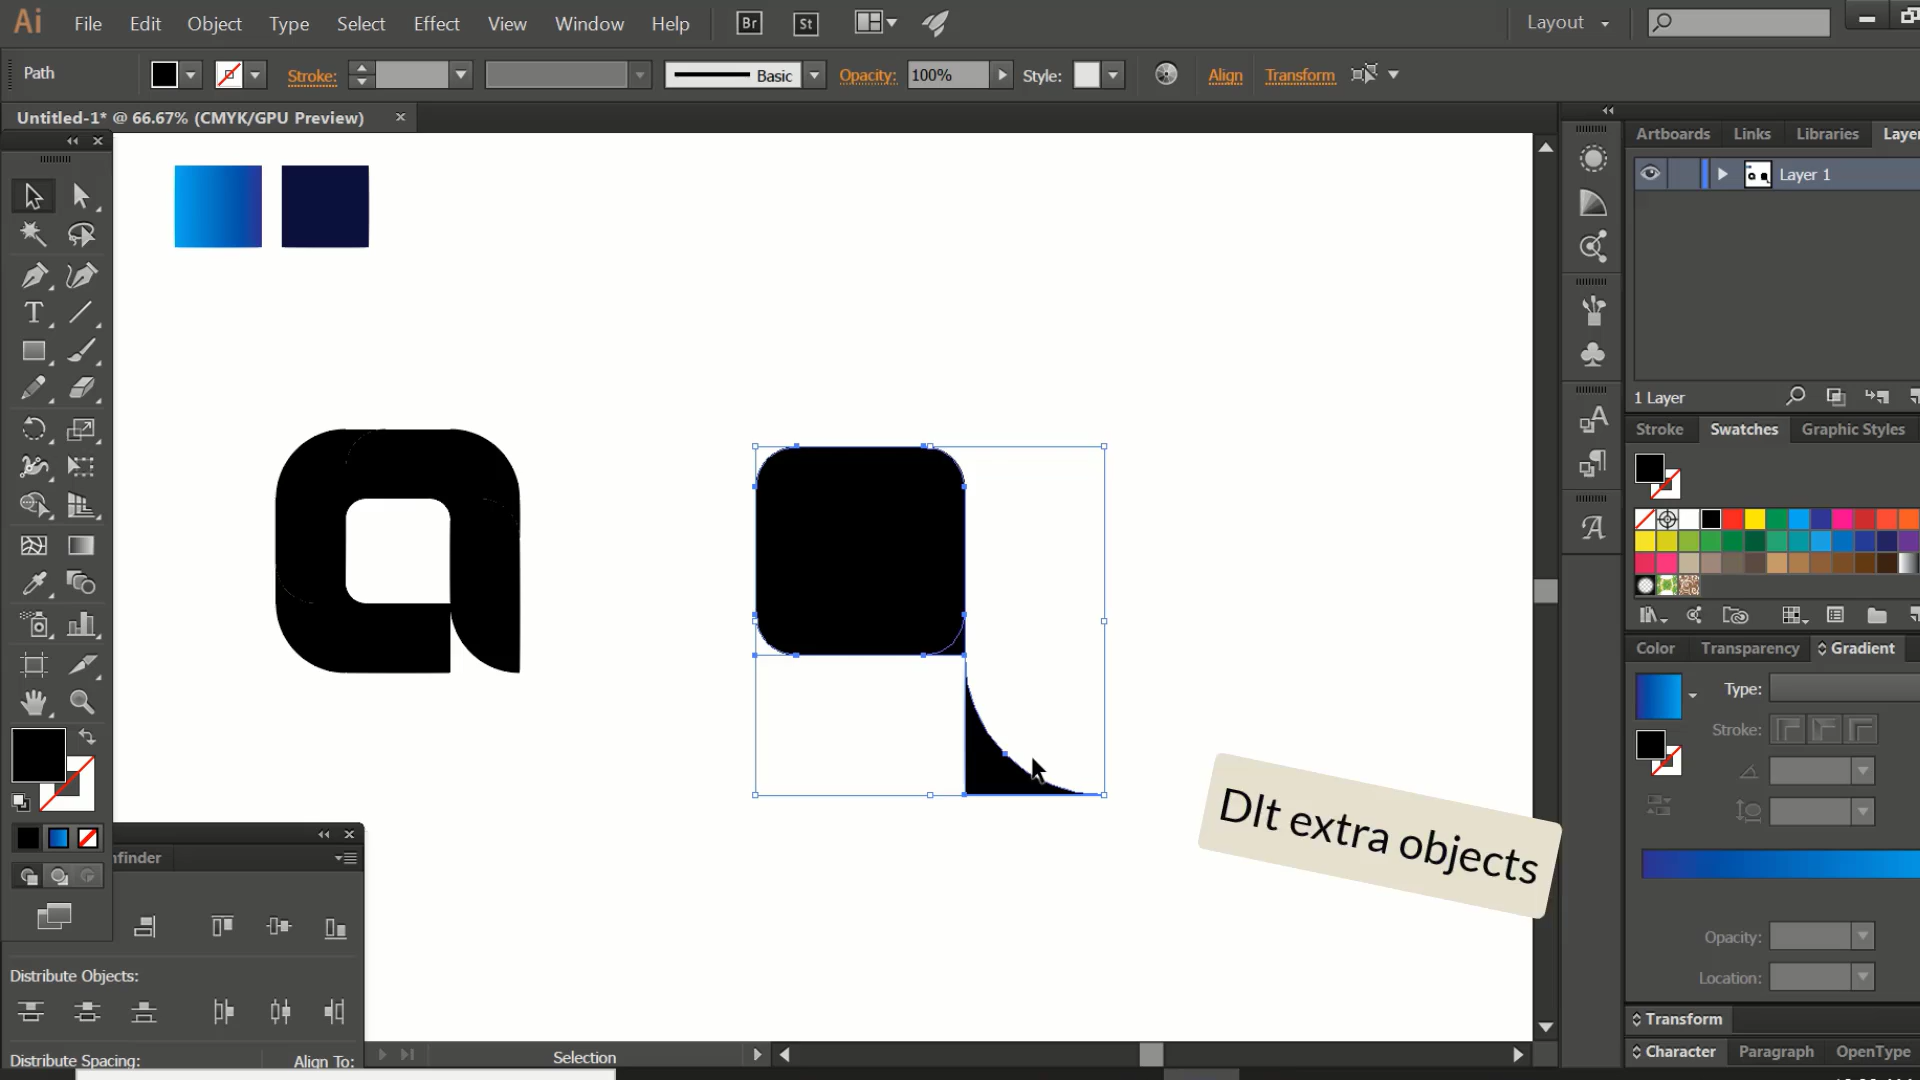 Ai File Edit Object Type Select Effect View Window Help Br St Layout
Path Stroke: Basic Opacity: 100% Style: Align Transform
Untitled-1* @ 66.67% (CMYK/GPU Preview)
Artboards Links Libraries Laye
Layer 1
1 Layer
Stroke Swatches Graphic Styles
Color Transparency Gradient
Type:
Stroke:
DIt extra objects
Opacity:
Location:
Transform
Character Paragraph OpenType
finder
Distribute Objects:
Distribute Spacing: Align To:
Selection